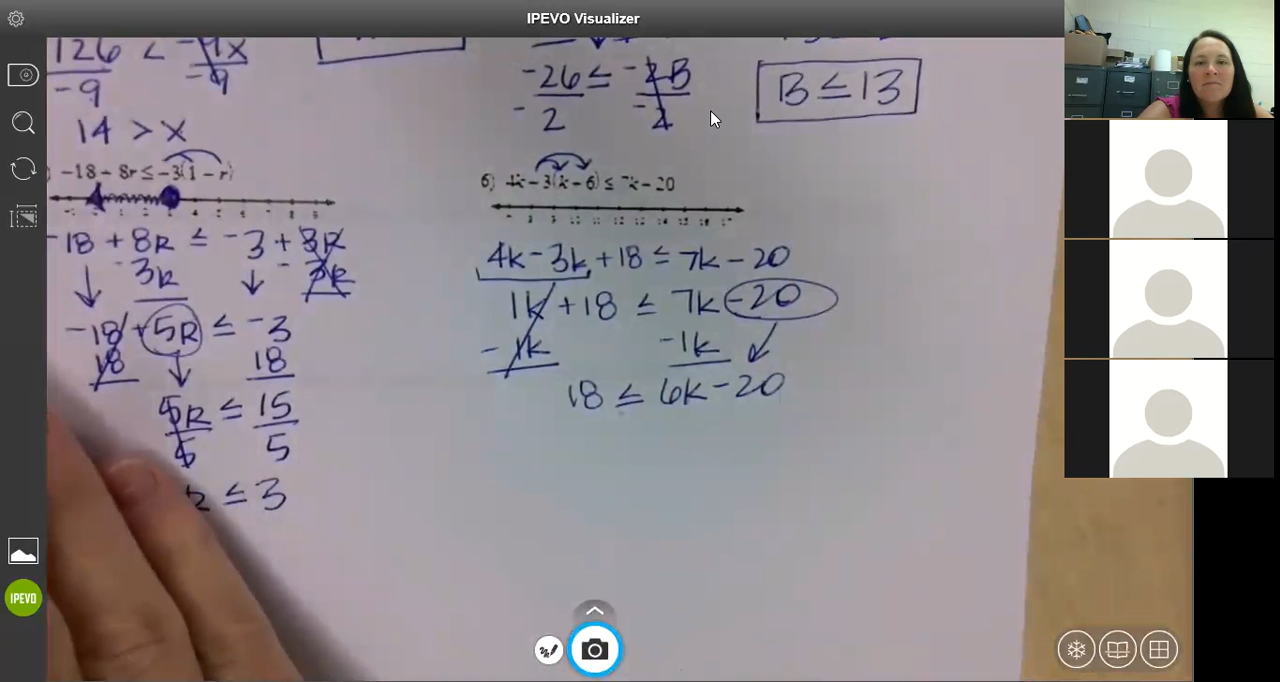 IPEVO Visualizer
126 < -9x
-9 -9
14 > x
-18 - 8r ≤ -3(1 - r)
-18 + 8R ≤ -3 + 3R
-3R - 3R
-18 + 5R ≤ -3
18 18
5R ≤ 15
5 5
R ≤ 3
-26 ≤ -2B
-2 -2
B ≤ 13
6) 4k - 3(k - 6) ≤ 7k - 20
4k - 3k + 18 ≤ 7k - 20
1k + 18 ≤ 7k - 20
- 1k - 1k
18 ≤ 6k - 20
IPEVO